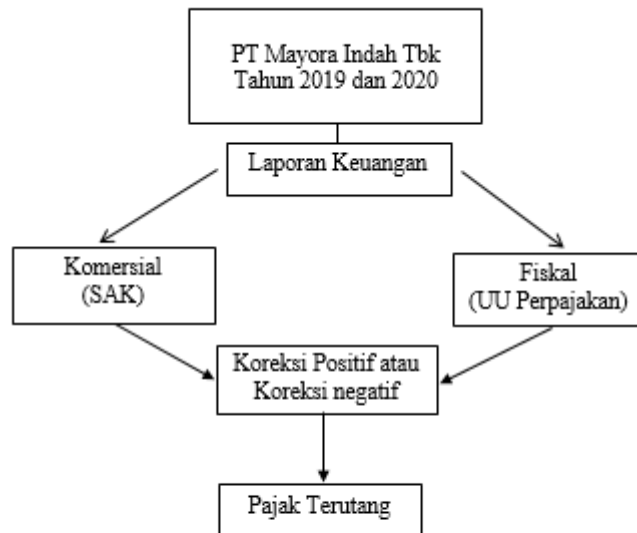 PT Mayora Indah Tbk
Tahun 2019 dan 2020
Laporan Keuangan
Komersial
(SAK)
Fiskal
(UU Perpajakan)
Koreksi Positif atau
Koreksi negatif
Pajak Terutang